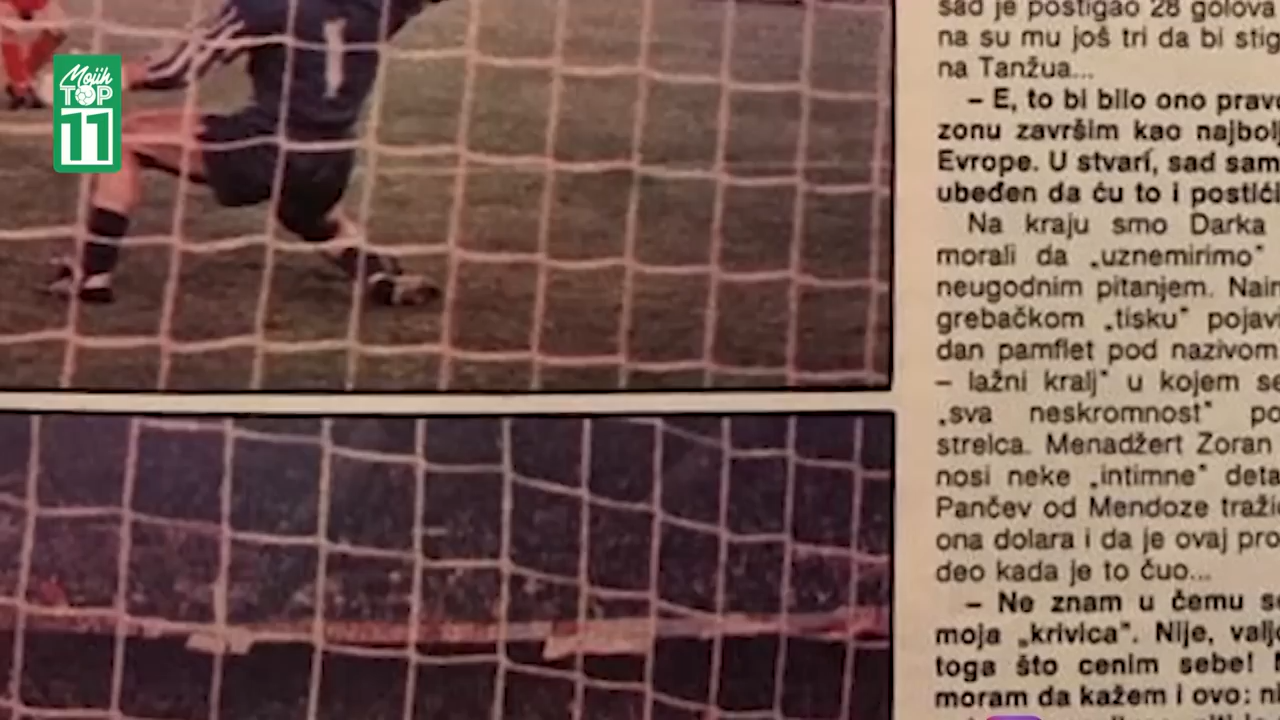 Mojih
TOP
11
1
sad je postigao 28 golova
na su mu još tri da bi stig
na Tanžua...
– E, to bi bilo ono prav
zonu završim kao najbolj
Evrope. U stvari, sad sam
ubeđen da ću to i postići
Na kraju smo Darka
morali da „uznemirimo"
neugodnim pitanjem. Naim
grebačkom „tisku" pojavi
dan pamflet pod nazivom
– lažni kralj" u kojem se
„sva neskromnost" po
strelca. Menadžert Zoran
nosi neke „intimne" deta
Pančev od Mendoze traži
ona dolara i da je ovaj pro
deo kada je to čuo...
– Ne znam u čemu s
moja „krivica". Nije, valj
toga što cenim sebe!
moram da kažem i ovo: ni